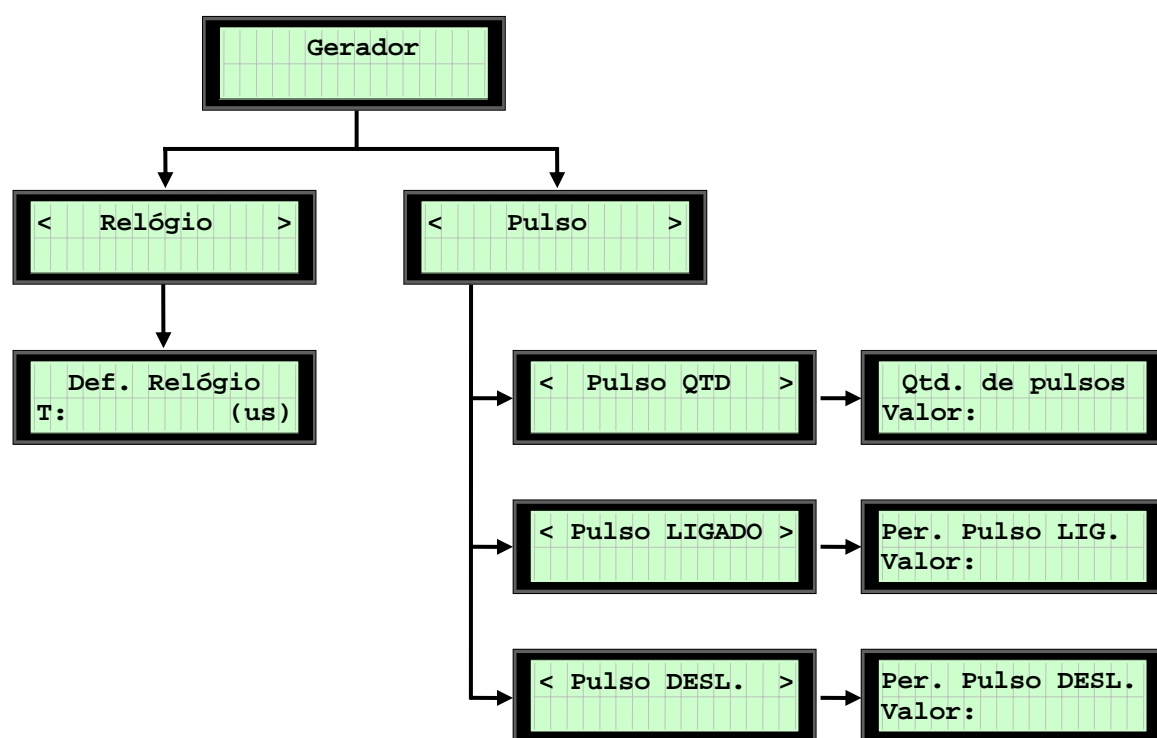 Gerador
< Relógio >
< Pulso >
Def. Relógio
T: (us)
< Pulso QTD >
Qtd. de pulsos
Valor:
< Pulso LIGADO >
Per. Pulso LIG.
Valor:
< Pulso DESL. >
Per. Pulso DESL.
Valor: